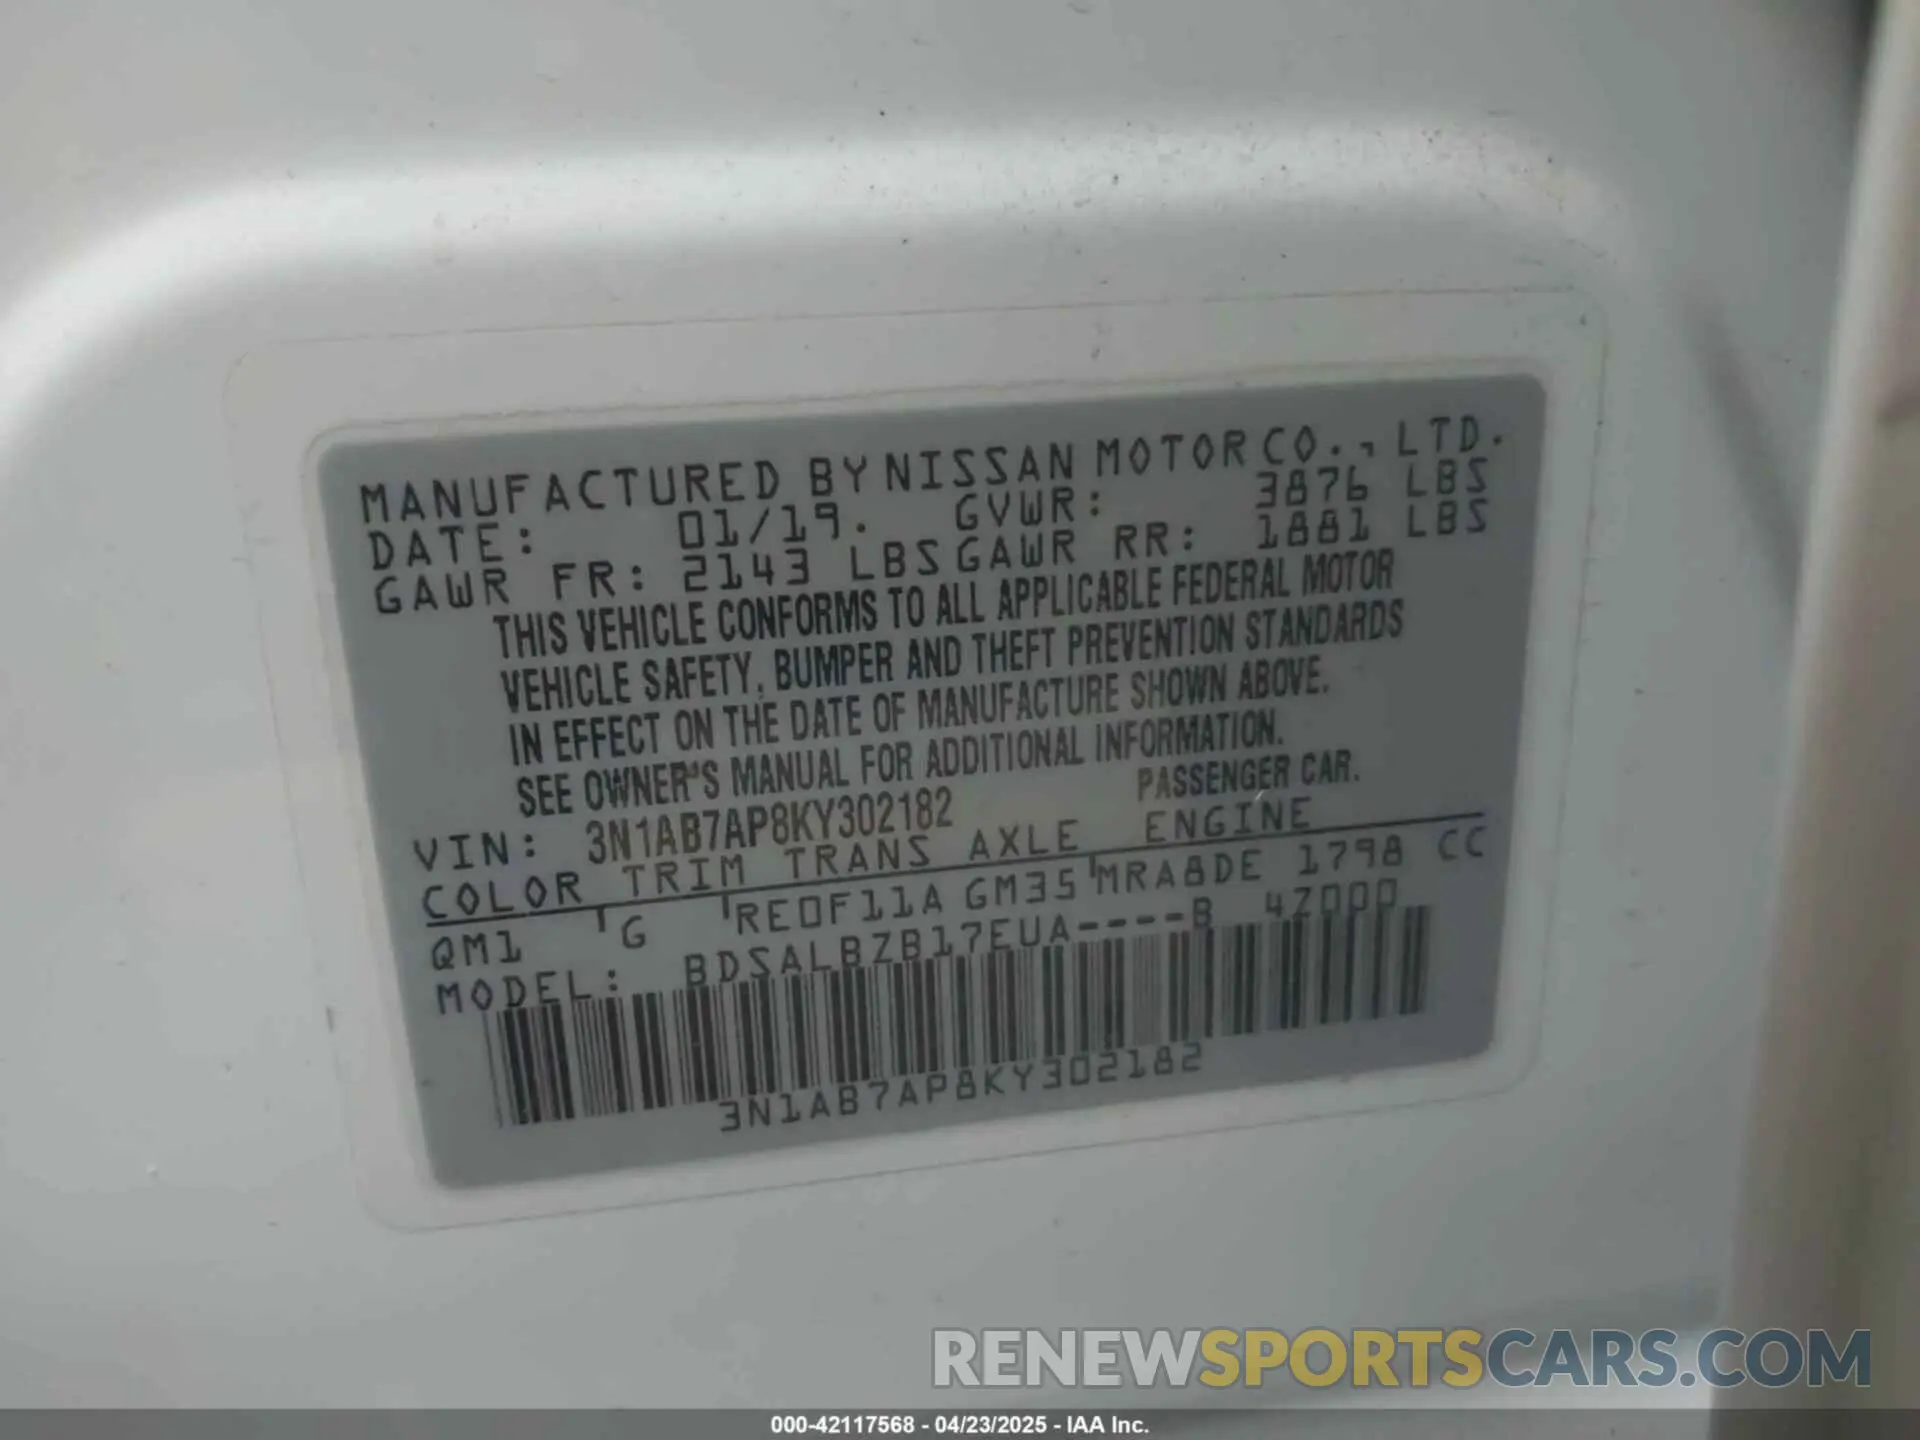 MANUFACTURED BY NISSAN MOTOR CO., LTD.
DATE: 01/19. GVWR: 3876 LBS
GAWR FR: 2143 LBS GAWR RR: 1881 LBS
THIS VEHICLE CONFORMS TO ALL APPLICABLE FEDERAL MOTOR
VEHICLE SAFETY, BUMPER AND THEFT PREVENTION STANDARDS
IN EFFECT ON THE DATE OF MANUFACTURE SHOWN ABOVE.
SEE OWNER'S MANUAL FOR ADDITIONAL INFORMATION.
VIN: 3N1AB7AP8KY302182 PASSENGER CAR.
COLOR TRIM TRANS AXLE ENGINE
QM1 G RE0F11A GM35 MRA8DE 1798 CC
MODEL: BDSALBZB17EUA----B 4Z000
3N1AB7AP8KY302182
RENEWSPORTSCARS.COM
000-42117568 - 04/23/2025 - IAA Inc.